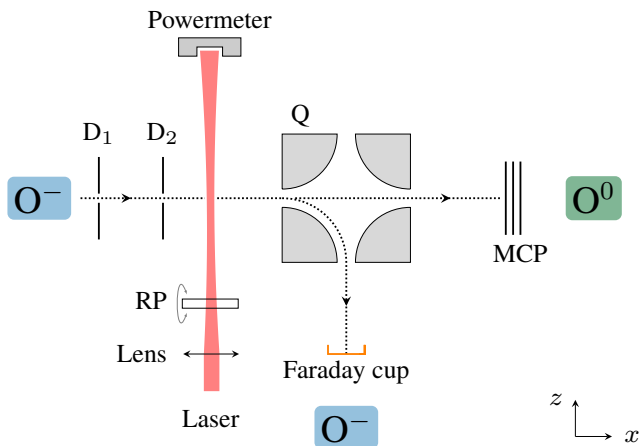 Powermeter
D₁ D₂ Q
O⁻ O⁰
MCP
RP
Lens
Faraday cup
Laser
O⁻
z
x